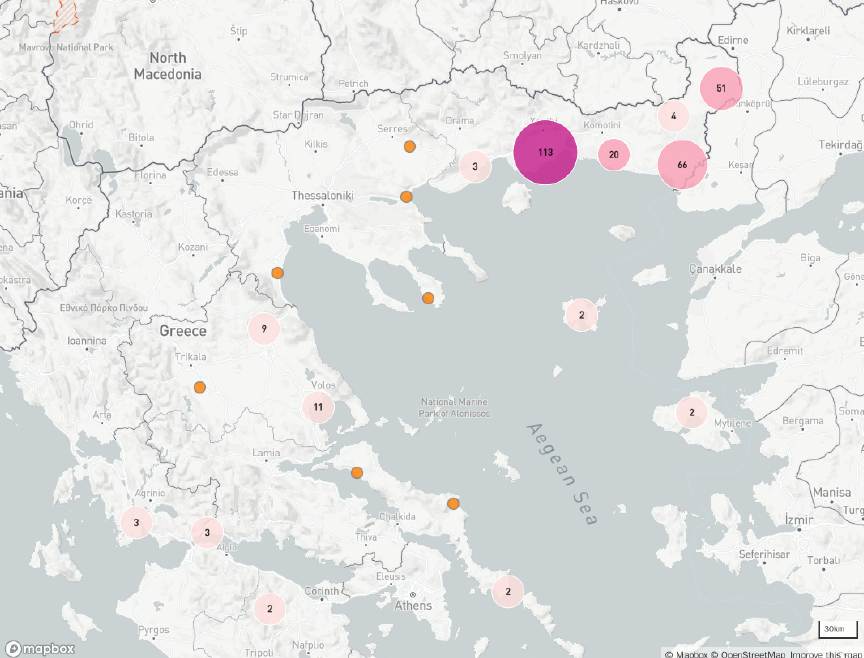 Haskovo
Štip
Kırklareli
Edirne
Kardzhali
Mavrovo National Park
North
Macedonia
Smolyan
Strumica
Petrich
Lüleburgaz
51
Star Dojran
4
Ohrid
Bitola
Serres
Drama
Komotini
Kilkis
Tekirdağ
113
20
66
3
Keşan
Florina
Edessa
Korçë
Thessaloniki
Kastoria
Epanomi
Kozani
Biga
Çanakkale
Εθνικό Πάρκο Πίνδου
2
9
Greece
Ioannina
Trikala
Edremit
Volos
National Marine
Park of Alonissos
11
2
Arta
Mytilene
Bergama
Aegean Sea
Lamia
Agrinio
Manisa
3
3
Chalkida
İzmir
Thiva
Aigio
Seferihisar
Torbalı
Eleusis
Corinth
2
2
Athens
Pyrgos
30km
Nafplio
Tripoli
mapbox
© Mapbox © OpenStreetMap Improve this map